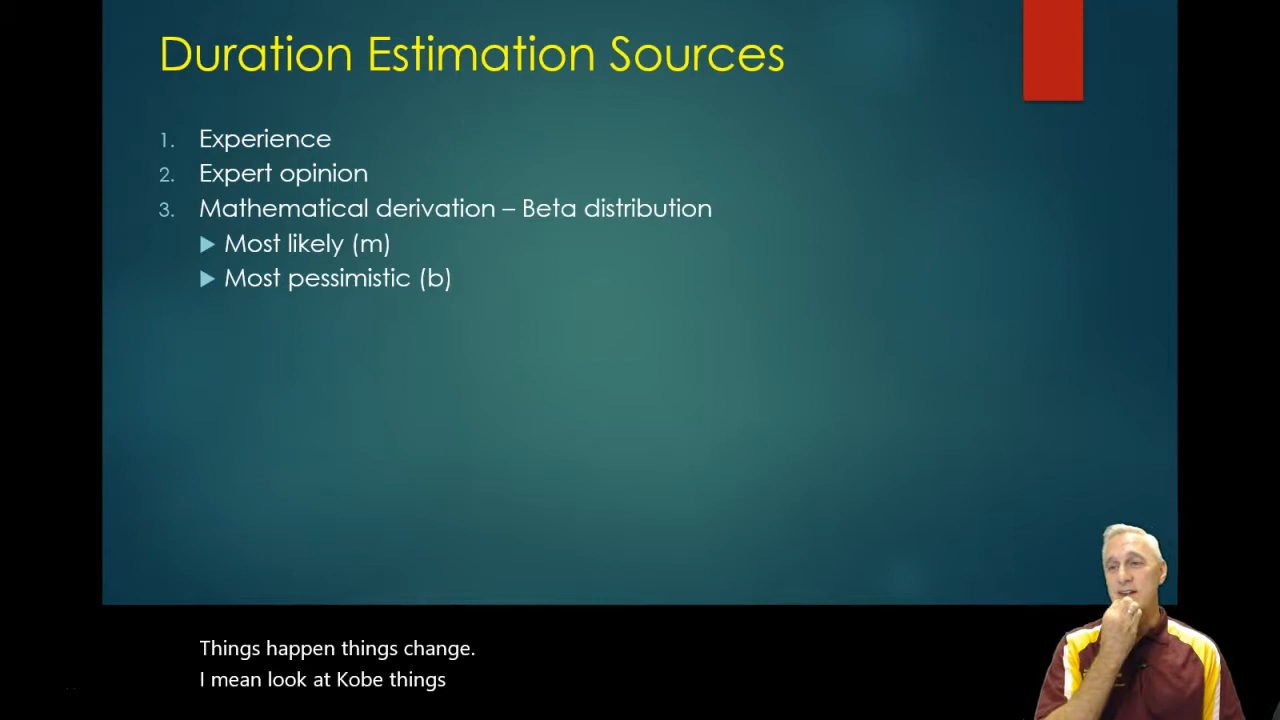 Duration Estimation Sources
1. Experience
2. Expert opinion
3. Mathematical derivation – Beta distribution
Most likely (m)
Most pessimistic (b)
Things happen things change.
I mean look at Kobe things